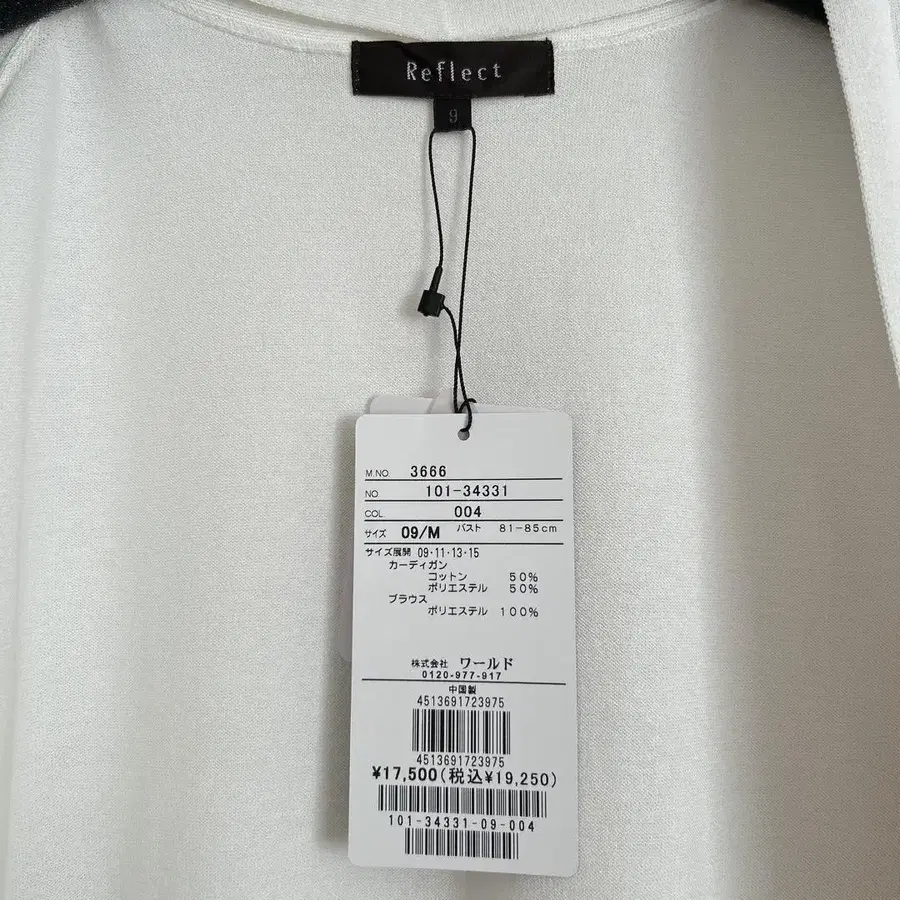 Reflect
9
M.NO. 3666
NO. 101-34331
COL. 004
サイズ 09/M バスト 81-85cm
サイズ展開 09・11・13・15
カーディガン
コットン 50%
ポリエステル 50%
ブラウス
ポリエステル 100%
株式会社 ワールド
0120-977-917
中国製
4513691723975
4513691723975
¥17,500(税込¥19,250)
101-34331-09-004